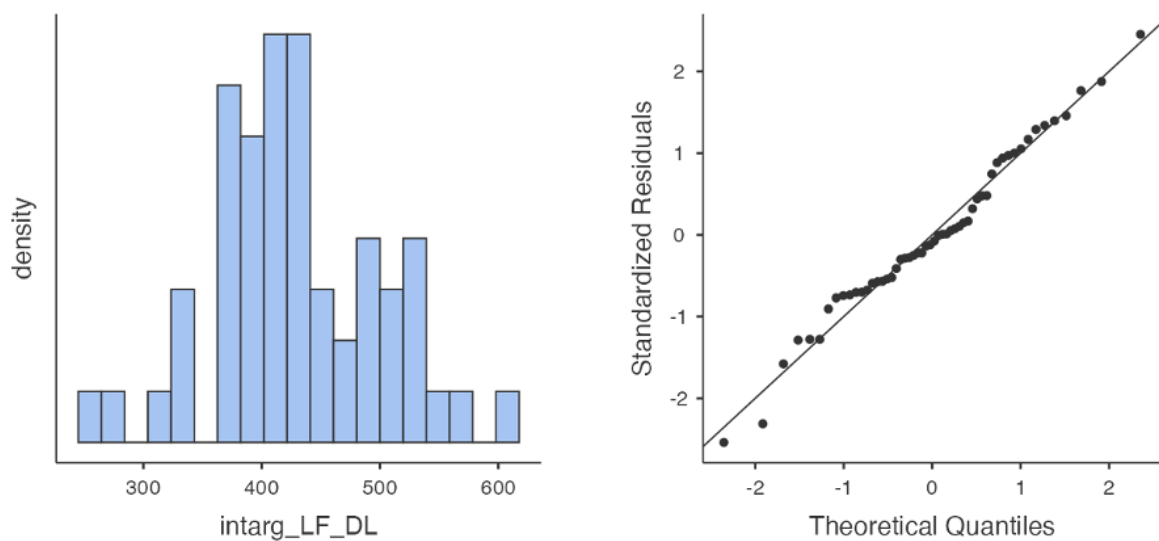 density
300 400 500 600
intarg_LF_DL
Standardized Residuals
2
1
0
-1
-2
-2 -1 0 1 2
Theoretical Quantiles